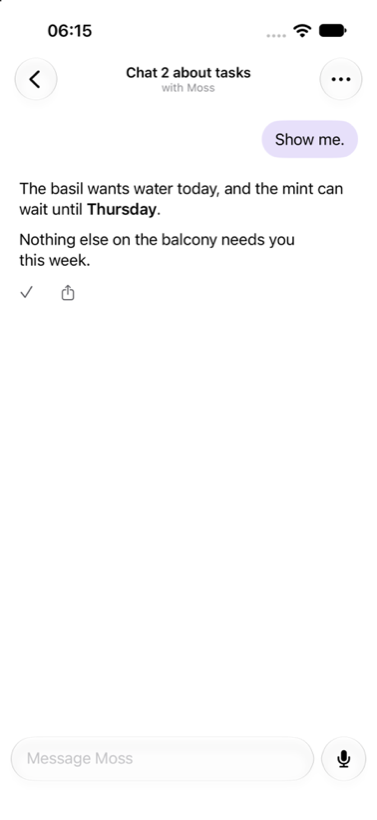 06:15
Chat 2 about tasks
with Moss
Show me.
The basil wants water today, and the mint can
wait until Thursday.
Nothing else on the balcony needs you
this week.
Message Moss